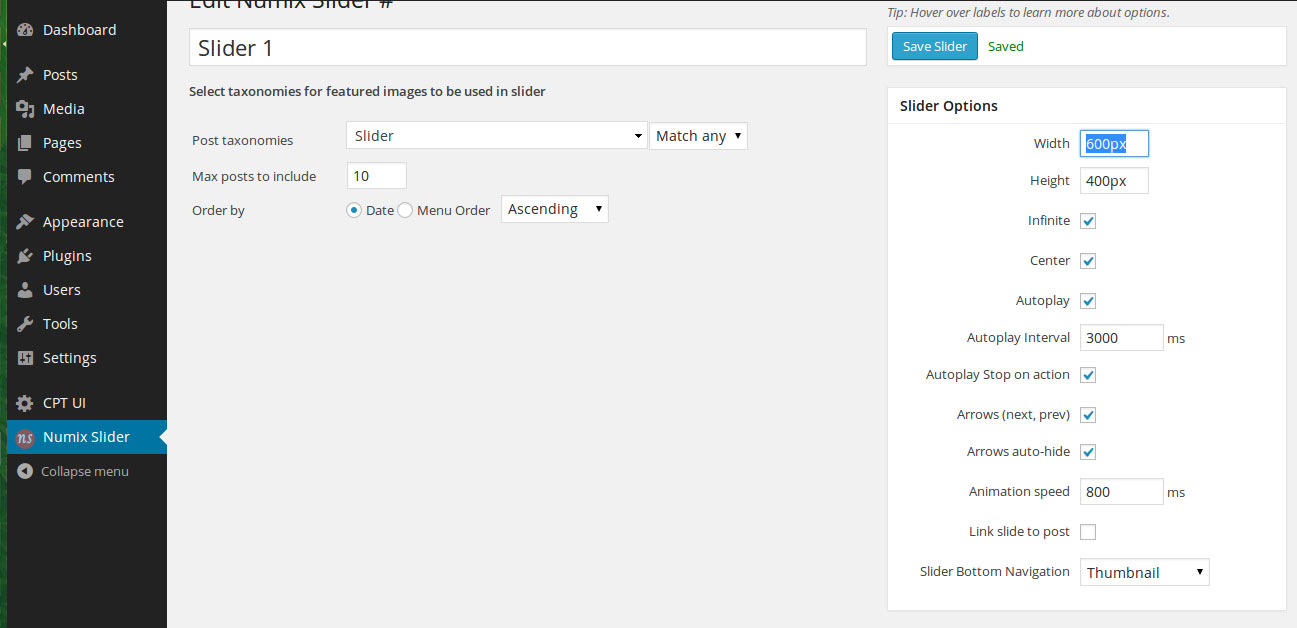 Dashboard
Posts
Media
Pages
Comments
Appearance
Plugins
Users
Tools
Settings
CPT UI
ns Numix Slider
Collapse menu
Edit Numix Slider #
Slider 1
Select taxonomies for featured images to be used in slider
Post taxonomies Slider Match any
Max posts to include 10
Order by Date Menu Order Ascending
Tip: Hover over labels to learn more about options.
Save Slider Saved
Slider Options
Width 600px
Height 400px
Infinite
Center
Autoplay
Autoplay Interval 3000 ms
Autoplay Stop on action
Arrows (next, prev)
Arrows auto-hide
Animation speed 800 ms
Link slide to post
Slider Bottom Navigation Thumbnail